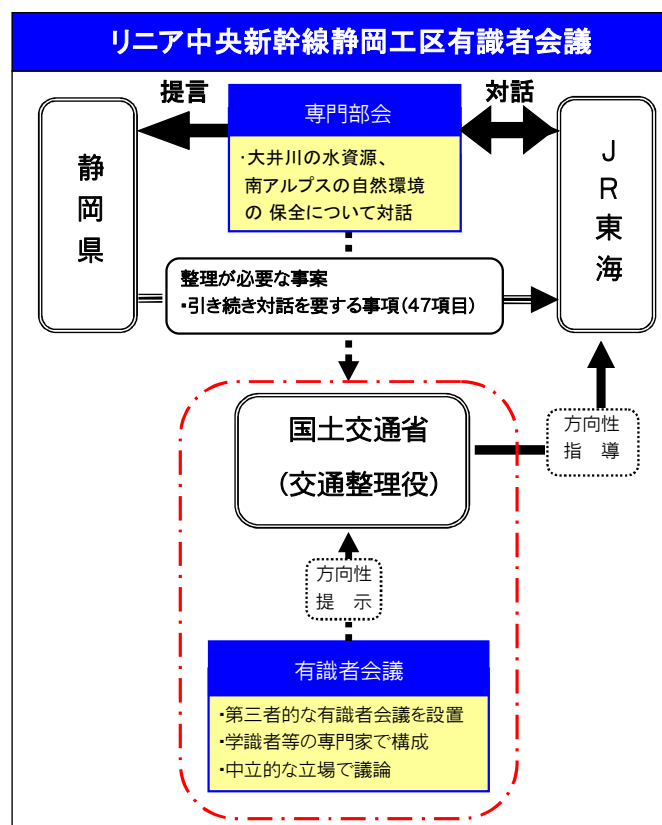 リニア中央新幹線静岡工区有識者会議
提言
対話
静岡県
専門部会
・大井川の水資源、
南アルプスの自然環境
の 保全について対話
JR東海
整理が必要な事案
・引き続き対話を要する事項(47項目)
国土交通省
(交通整理役)
方向性
指 導
方向性
提 示
有識者会議
・第三者的な有識者会議を設置
・学識者等の専門家で構成
・中立的な立場で議論